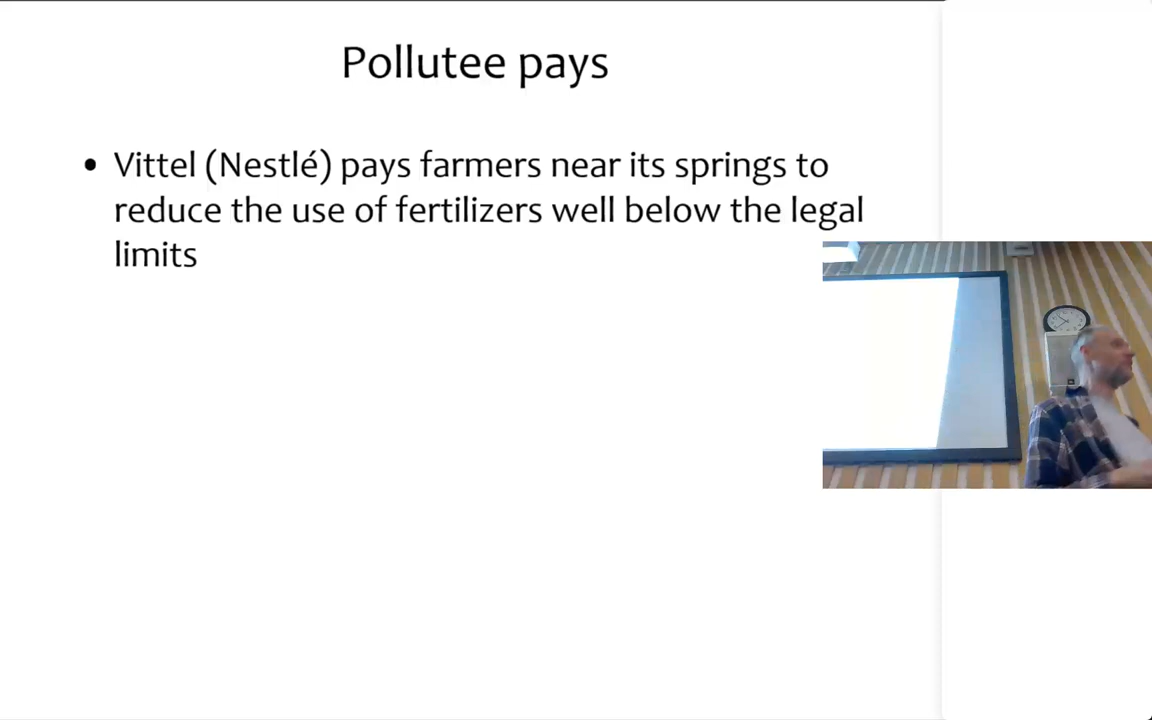 Pollutee pays
• Vittel (Nestlé) pays farmers near its springs to
reduce the use of fertilizers well below the legal
limits